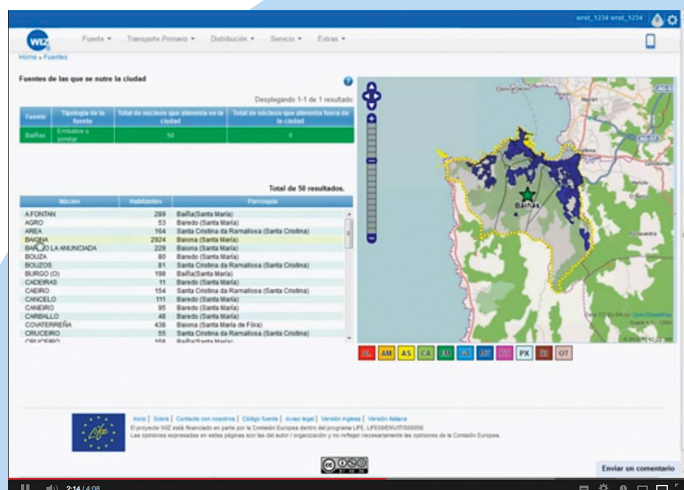 wrrst_1234 wrrst_1234
WIZ
Fuente Transporte Primario Distribución Servicio Extras
Home » Fuentes
Fuentes de las que se nutre la ciudad
Desplegando 1-1 de 1 resultado
Fuente Tipología de la fuente Total de núcleos que alimenta en la ciudad Total de núcleos que alimenta fuera de la ciudad
Baíñas Embalse o similar 50 0
Total de 50 resultados.
Núcleo Habitantes Parroquia
A FONTAN 289 Baíña(Santa María)
AGRO 53 Baredo (Santa María)
AREA 164 Santa Cristina da Ramallosa (Santa Cristina)
BAIONA 2924 Baiona (Santa María)
LA ANUNCIADA 229 Baiona (Santa María)
BOUZA 80 Baredo (Santa María)
BOUZOS 81 Santa Cristina da Ramallosa (Santa Cristina)
BURGO (O) 198 Baíña(Santa María)
CADEIRAS 11 Baredo (Santa María)
CAEIRO 154 Santa Cristina da Ramallosa (Santa Cristina)
CANCELO 111 Baredo (Santa María)
CANEIRO 95 Baredo (Santa María)
CARBALLO 48 Baredo (Santa María)
COVATERREÑA 438 Baiona (Santa María de Fóra)
CRUCEIRO 55 Santa Cristina da Ramallosa (Santa Cristina)
CRUCEIRO 158 Baíña(Santa María)
Baíñas
AM AS CA PX OT
Life
Inicio | Sobre | Contacte con nosotros | Código fuente | Aviso legal | Versión Inglesa | Versión Italiana
El proyecto WIZ está financiado en parte por la Comisión Europea dentro del programa LIFE, LIFE09/ENV/IT/000056.
Las opiniones expresadas en estas páginas son las del autor / organización y no reflejan necesariamente las opiniones de la Comisión Europea.
Enviar un comentario
2:14 / 4:08